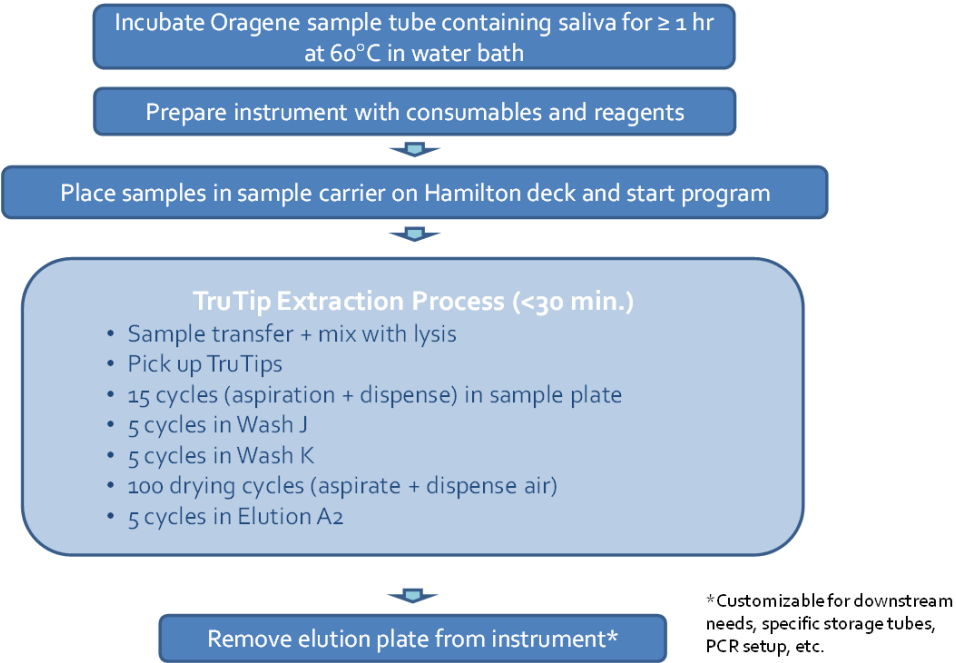 Incubate Oragene sample tube containing saliva for ≥ 1 hr
at 60°C in water bath
Prepare instrument with consumables and reagents
Place samples in sample carrier on Hamilton deck and start program
TruTip Extraction Process (<30 min.)
• Sample transfer + mix with lysis
• Pick up TruTips
• 15 cycles (aspiration + dispense) in sample plate
• 5 cycles in Wash J
• 5 cycles in Wash K
• 100 drying cycles (aspirate + dispense air)
• 5 cycles in Elution A2
Remove elution plate from instrument*
*Customizable for downstream
needs, specific storage tubes,
PCR setup, etc.